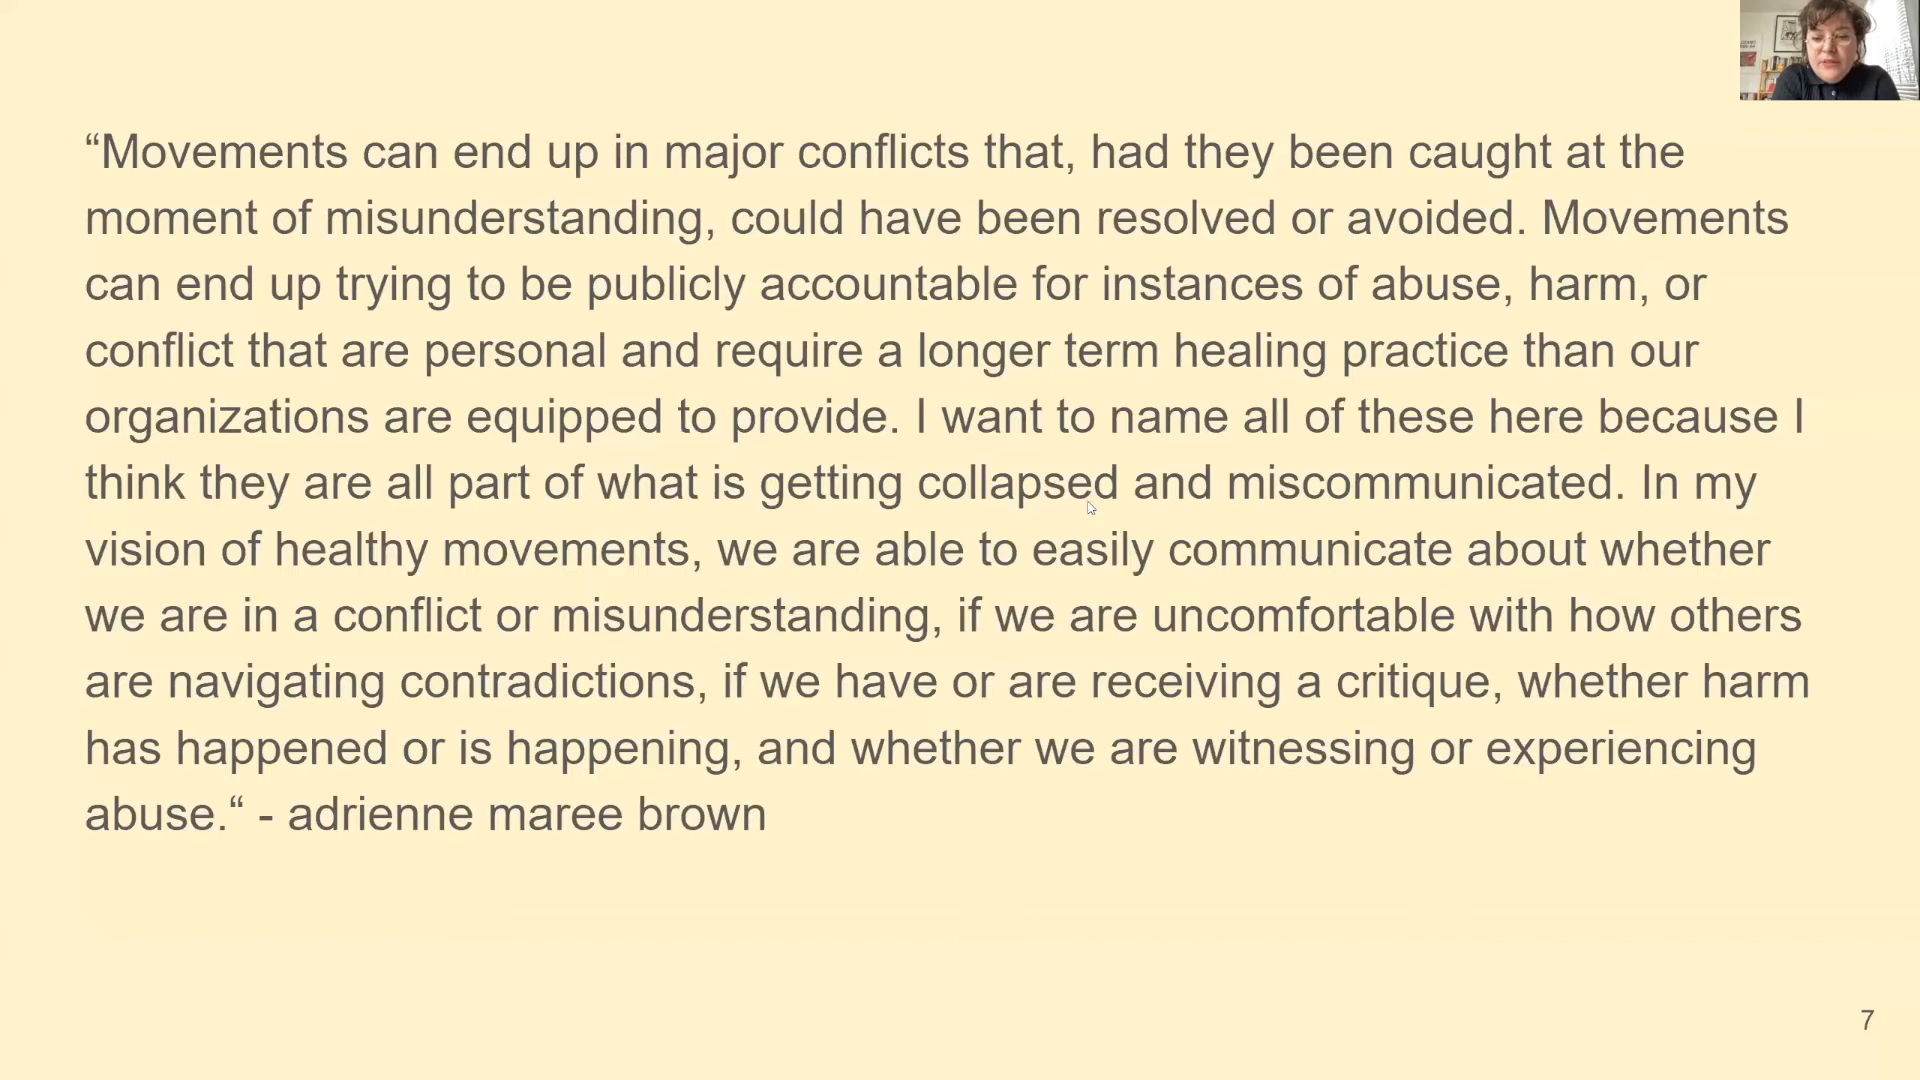 “Movements can end up in major conflicts that, had they been caught at the
moment of misunderstanding, could have been resolved or avoided. Movements
can end up trying to be publicly accountable for instances of abuse, harm, or
conflict that are personal and require a longer term healing practice than our
organizations are equipped to provide. I want to name all of these here because I
think they are all part of what is getting collapsed and miscommunicated. In my
vision of healthy movements, we are able to easily communicate about whether
we are in a conflict or misunderstanding, if we are uncomfortable with how others
are navigating contradictions, if we have or are receiving a critique, whether harm
has happened or is happening, and whether we are witnessing or experiencing
abuse.“ - adrienne maree brown
7